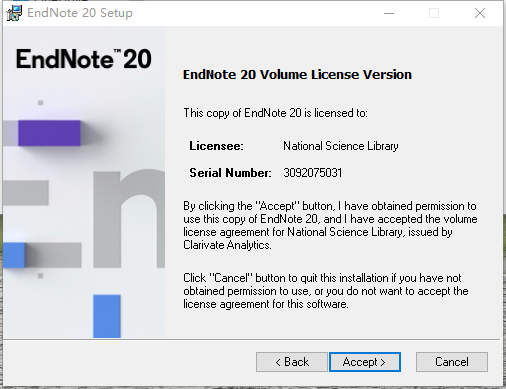 EndNote 20 Setup
EndNote™ 20
EndNote 20 Volume License Version
This copy of EndNote 20 is licensed to:
Licensee: National Science Library
Serial Number: 3092075031
By clicking the "Accept" button, I have obtained permission to
use this copy of EndNote 20, and I have accepted the volume
license agreement for National Science Library, issued by
Clarivate Analytics.
Click "Cancel" button to quit this installation if you have not
obtained permission to use, or you do not want to accept the
license agreement for this software.
< Back Accept > Cancel